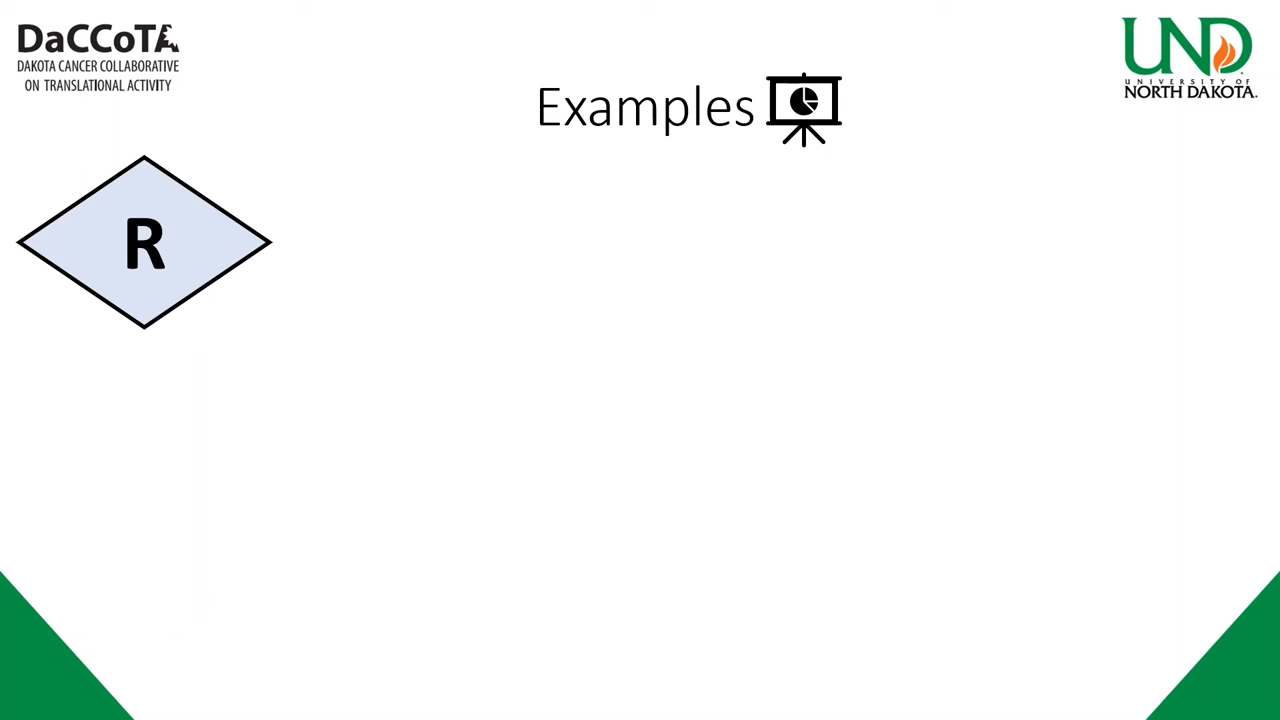 DaCCoTA
DAKOTA CANCER COLLABORATIVE
ON TRANSLATIONAL ACTIVITY
UND
UNIVERSITY OF
NORTH DAKOTA.
Examples
R